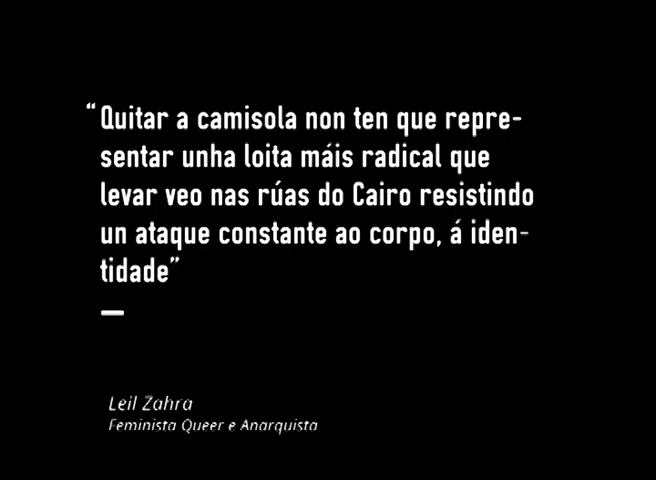 “Quitar a camisola non ten que repre-
sentar unha loita máis radical que
levar veo nas rúas do Cairo resistindo
un ataque constante ao corpo, á iden-
tidade”
Leil Zahra
Feminista Queer e Anarquista